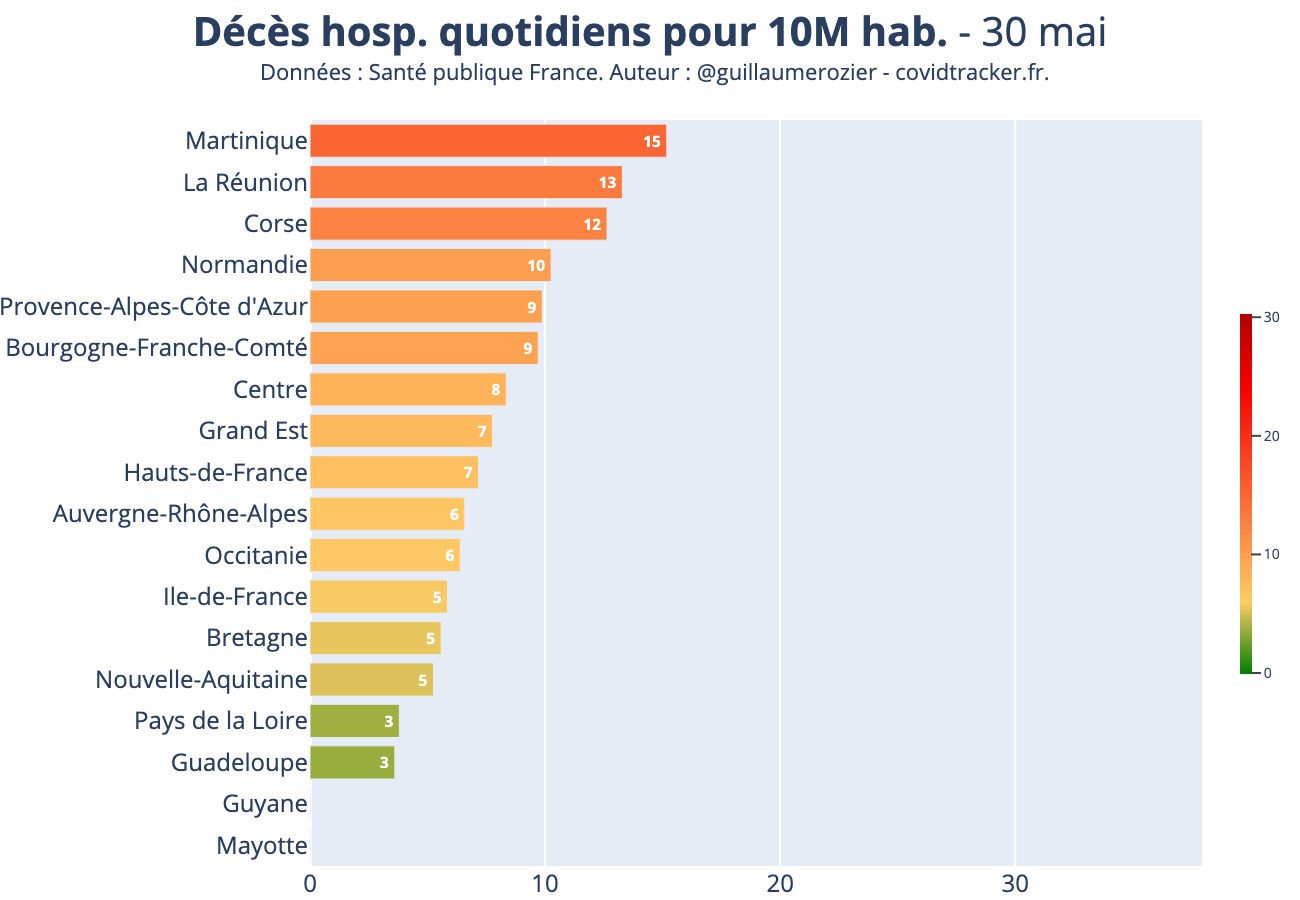 Décès hosp. quotidiens pour 10M hab. - 30 mai
Données : Santé publique France. Auteur : @guillaumerozier - covidtracker.fr.
Martinique 15
La Réunion 13
Corse 12
Normandie 10
Provence-Alpes-Côte d'Azur 9
Bourgogne-Franche-Comté 9
Centre 8
Grand Est 7
Hauts-de-France 7
Auvergne-Rhône-Alpes 6
Occitanie 6
Ile-de-France 5
Bretagne 5
Nouvelle-Aquitaine 5
Pays de la Loire 3
Guadeloupe 3
Guyane
Mayotte
0 10 20 30
30
20
10
0